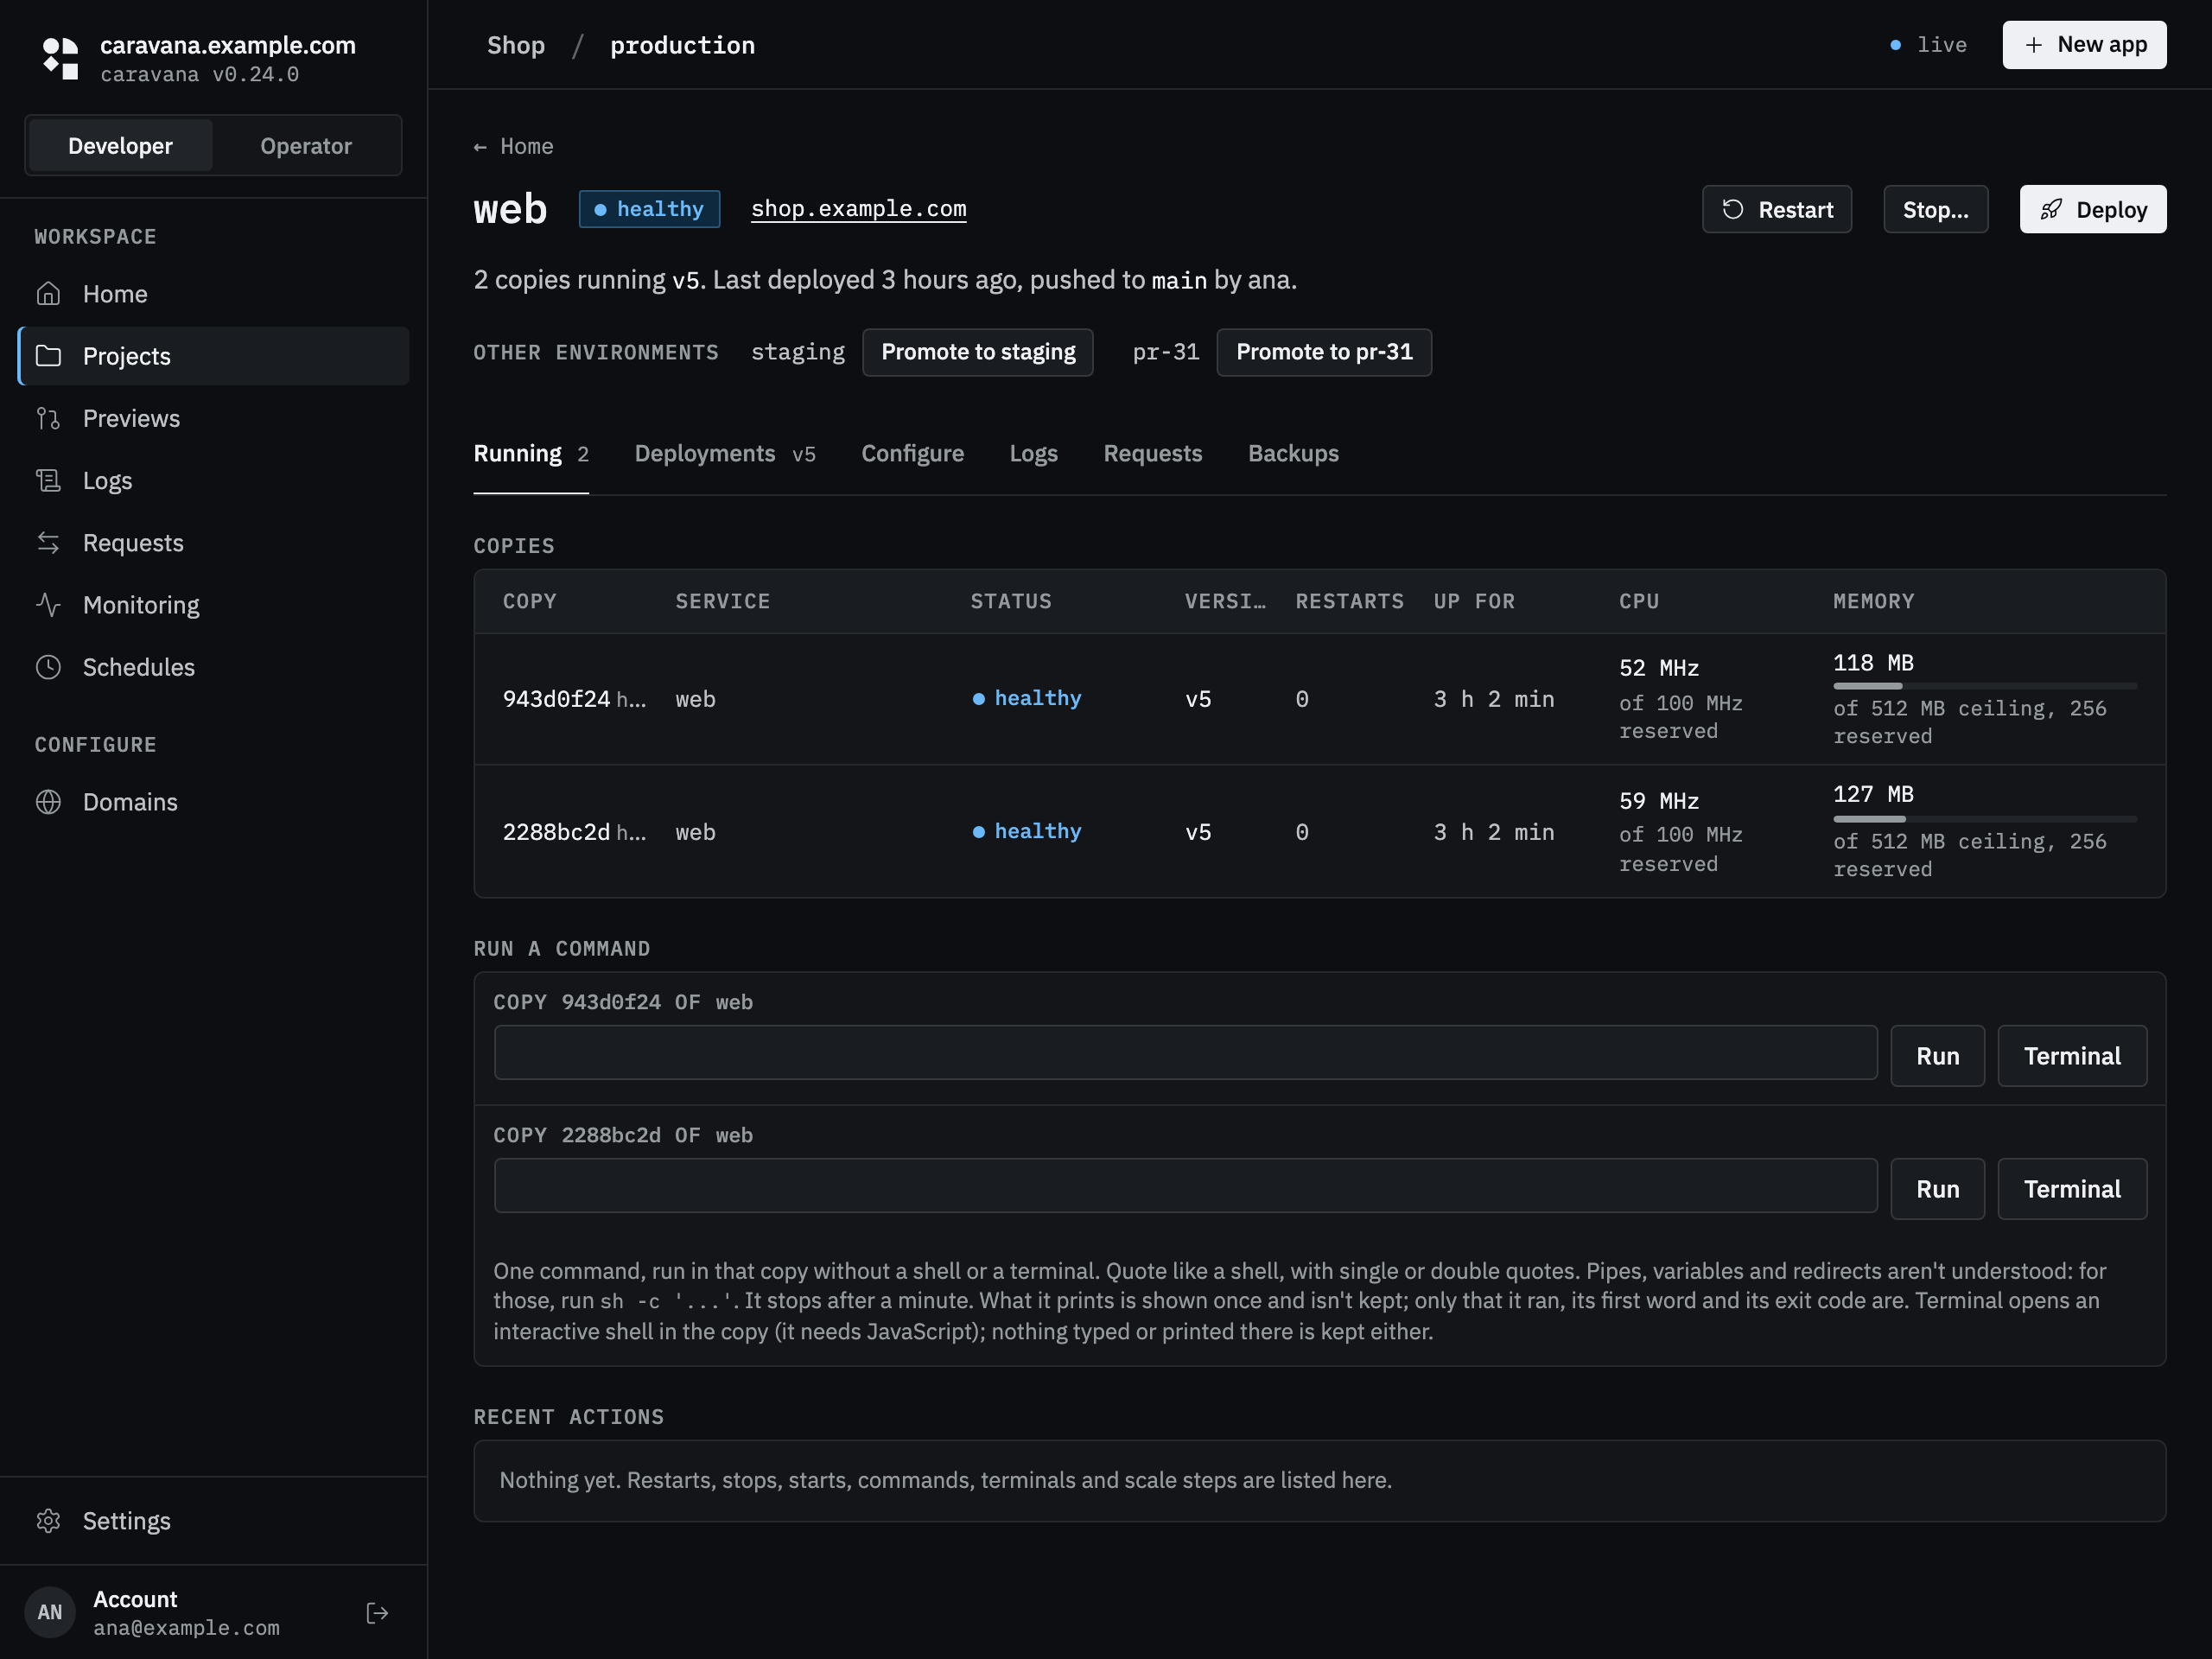 caravana.example.com
caravana v0.24.0
Developer
Operator
WORKSPACE
Home
Projects
Previews
Logs
Requests
Monitoring
Schedules
CONFIGURE
Domains
Settings
AN
Account
ana@example.com
Shop / production
live
+ New app
← Home
web
healthy
shop.example.com
Restart
Stop...
Deploy
2 copies running v5. Last deployed 3 hours ago, pushed to main by ana.
OTHER ENVIRONMENTS staging Promote to staging pr-31 Promote to pr-31
Running 2 Deployments v5 Configure Logs Requests Backups
COPIES
COPY SERVICE STATUS VERSI… RESTARTS UP FOR CPU MEMORY
943d0f24 h… web healthy v5 0 3 h 2 min
52 MHz
of 100 MHz
reserved
118 MB
of 512 MB ceiling, 256
reserved
2288bc2d h… web healthy v5 0 3 h 2 min
59 MHz
of 100 MHz
reserved
127 MB
of 512 MB ceiling, 256
reserved
RUN A COMMAND
COPY 943d0f24 OF web
Run Terminal
COPY 2288bc2d OF web
Run Terminal
One command, run in that copy without a shell or a terminal. Quote like a shell, with single or double quotes. Pipes, variables and redirects aren't understood: for
those, run sh -c '...'. It stops after a minute. What it prints is shown once and isn't kept; only that it ran, its first word and its exit code are. Terminal opens an
interactive shell in the copy (it needs JavaScript); nothing typed or printed there is kept either.
RECENT ACTIONS
Nothing yet. Restarts, stops, starts, commands, terminals and scale steps are listed here.